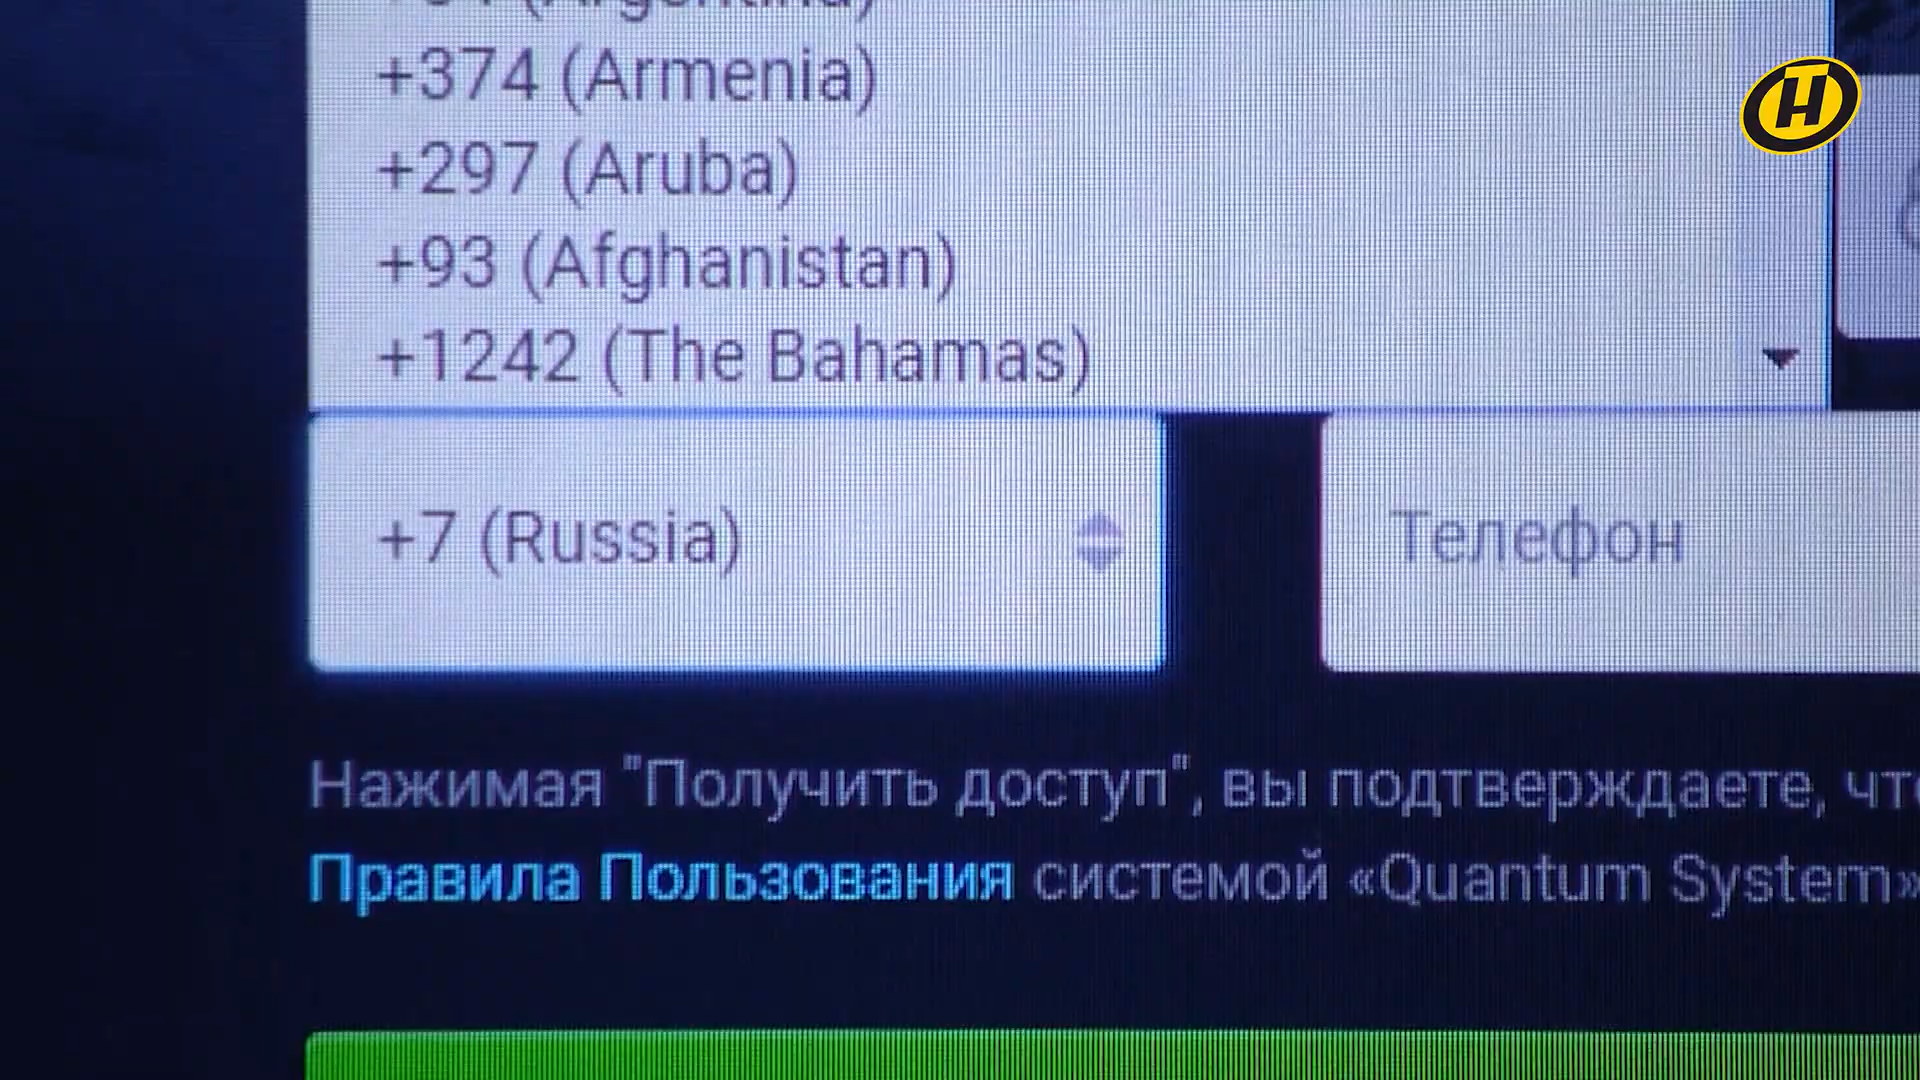 (Argentina)
+374 (Armenia)
+297 (Aruba)
+93 (Afghanistan)
+1242 (The Bahamas)
+7 (Russia)
Телефон
Нажимая "Получить доступ", вы подтверждаете,
Правила Пользования системой «Quantum System»